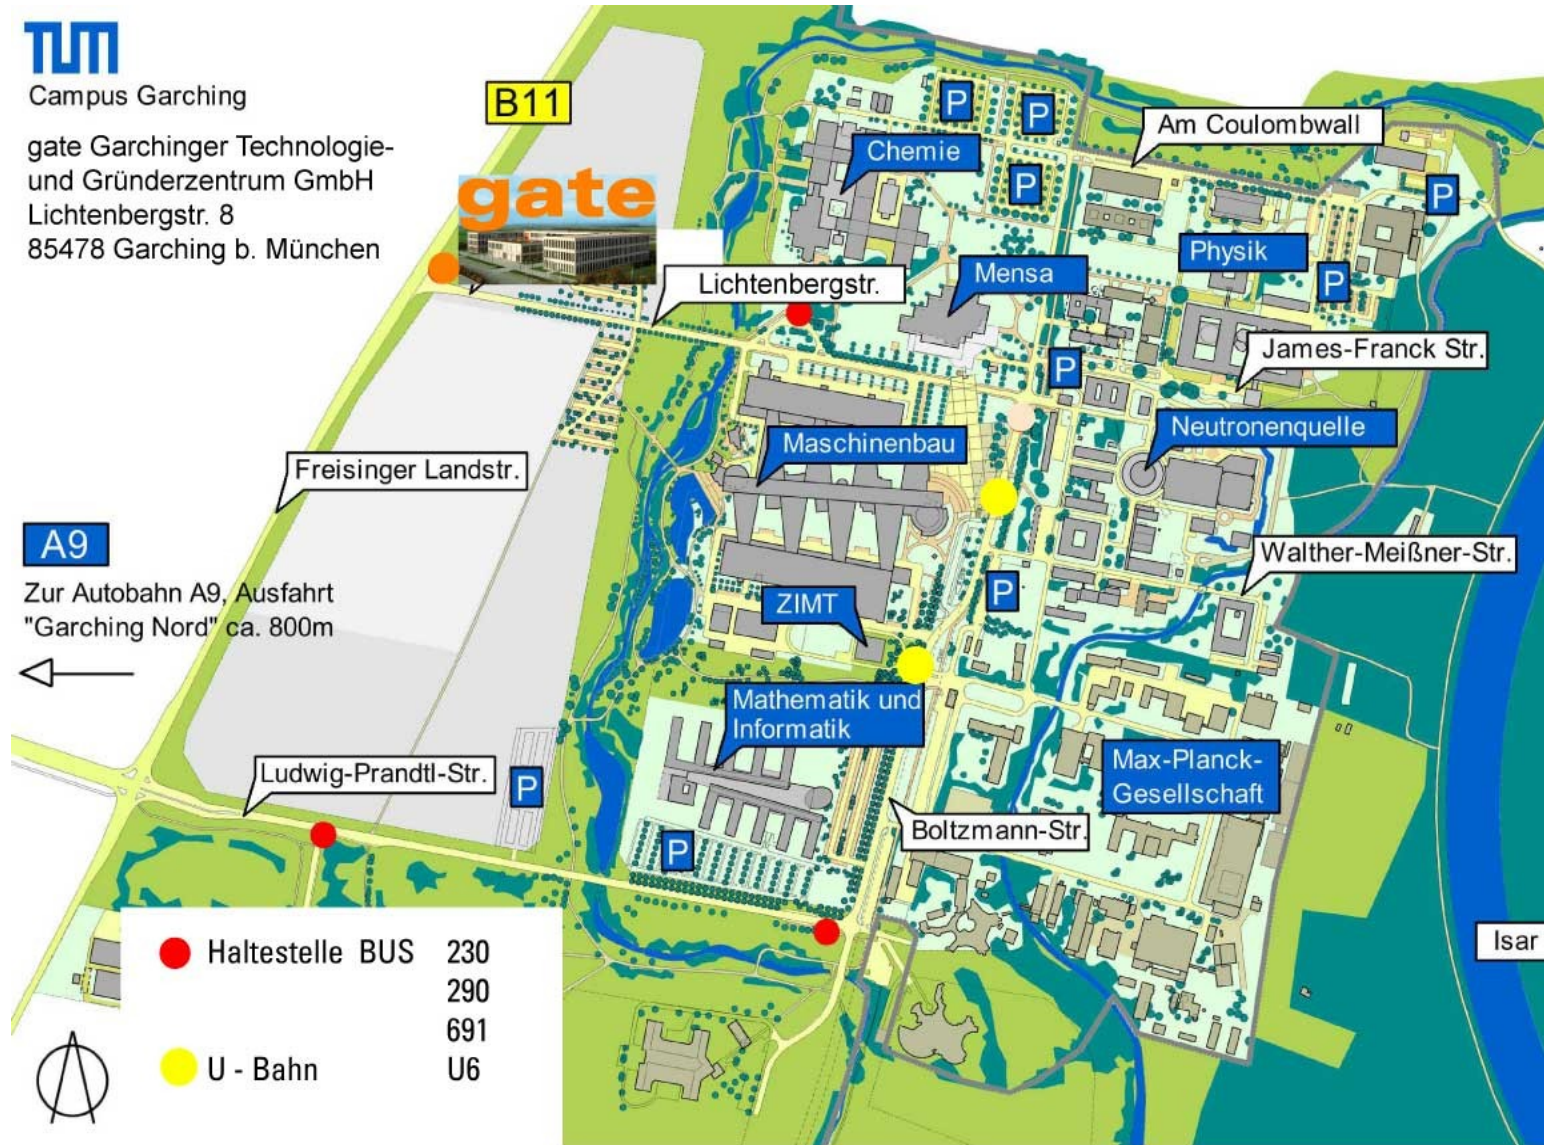 TUM
Campus Garching
gate Garchinger Technologie-
und Gründerzentrum GmbH
Lichtenbergstr. 8
85478 Garching b. München
B11
gate
Lichtenbergstr.
Chemie
P
P
P
Am Coulombwall
P
Physik
Mensa
P
James-Franck Str.
P
Neutronenquelle
Maschinenbau
Freisinger Landstr.
A9
Zur Autobahn A9, Ausfahrt
"Garching Nord" ca. 800m
Walther-Meißner-Str.
ZIMT
P
Mathematik und
Informatik
Max-Planck-
Gesellschaft
Ludwig-Prandtl-Str.
P
Boltzmann-Str.
P
Isar
Haltestelle BUS 230
290
691
U - Bahn U6